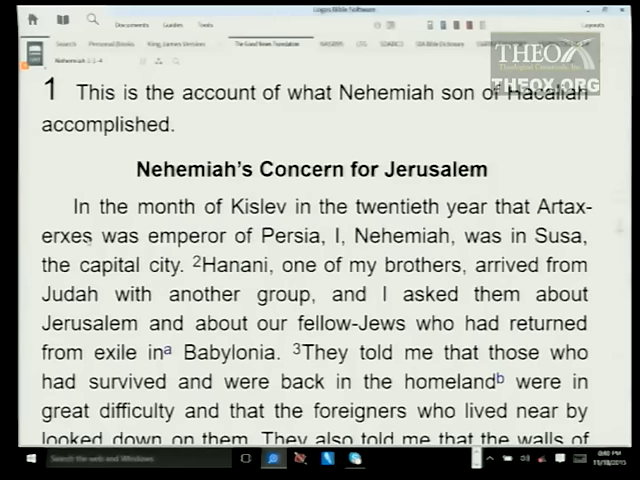 Logos Bible Software
Documents Guides Tools Layouts
Search Personal Books King James Version The Good News Translation NASB95
Nehemiah 1:1-4
THEOX
THEOX.ORG
1 This is the account of what Nehemiah son of Hacaliah
accomplished.
Nehemiah's Concern for Jerusalem
In the month of Kislev in the twentieth year that Artax-
erxes was emperor of Persia, I, Nehemiah, was in Susa,
the capital city. 2Hanani, one of my brothers, arrived from
Judah with another group, and I asked them about
Jerusalem and about our fellow-Jews who had returned
from exile in a Babylonia. 3They told me that those who
had survived and were back in the homeland b were in
great difficulty and that the foreigners who lived near by
looked down on them. They also told me that the walls of
Search the web and Windows